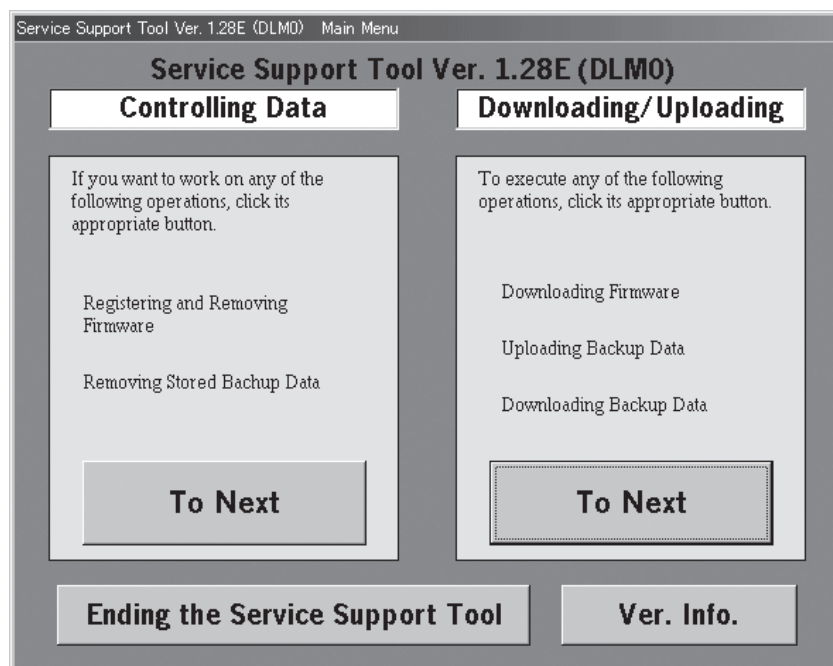 Service Support Tool Ver. 1.28E (DLM0) Main Menu
Service Support Tool Ver. 1.28E (DLM0)
Controlling Data
If you want to work on any of the
following operations, click its
appropriate button.
Registering and Removing
Firmware
Removing Stored Bachup Data
To Next
Downloading/Uploading
To execute any of the following
operations, click its appropriate button.
Downloading Firmware
Uploading Backup Data
Downloading Backup Data
To Next
Ending the Service Support Tool
Ver. Info.